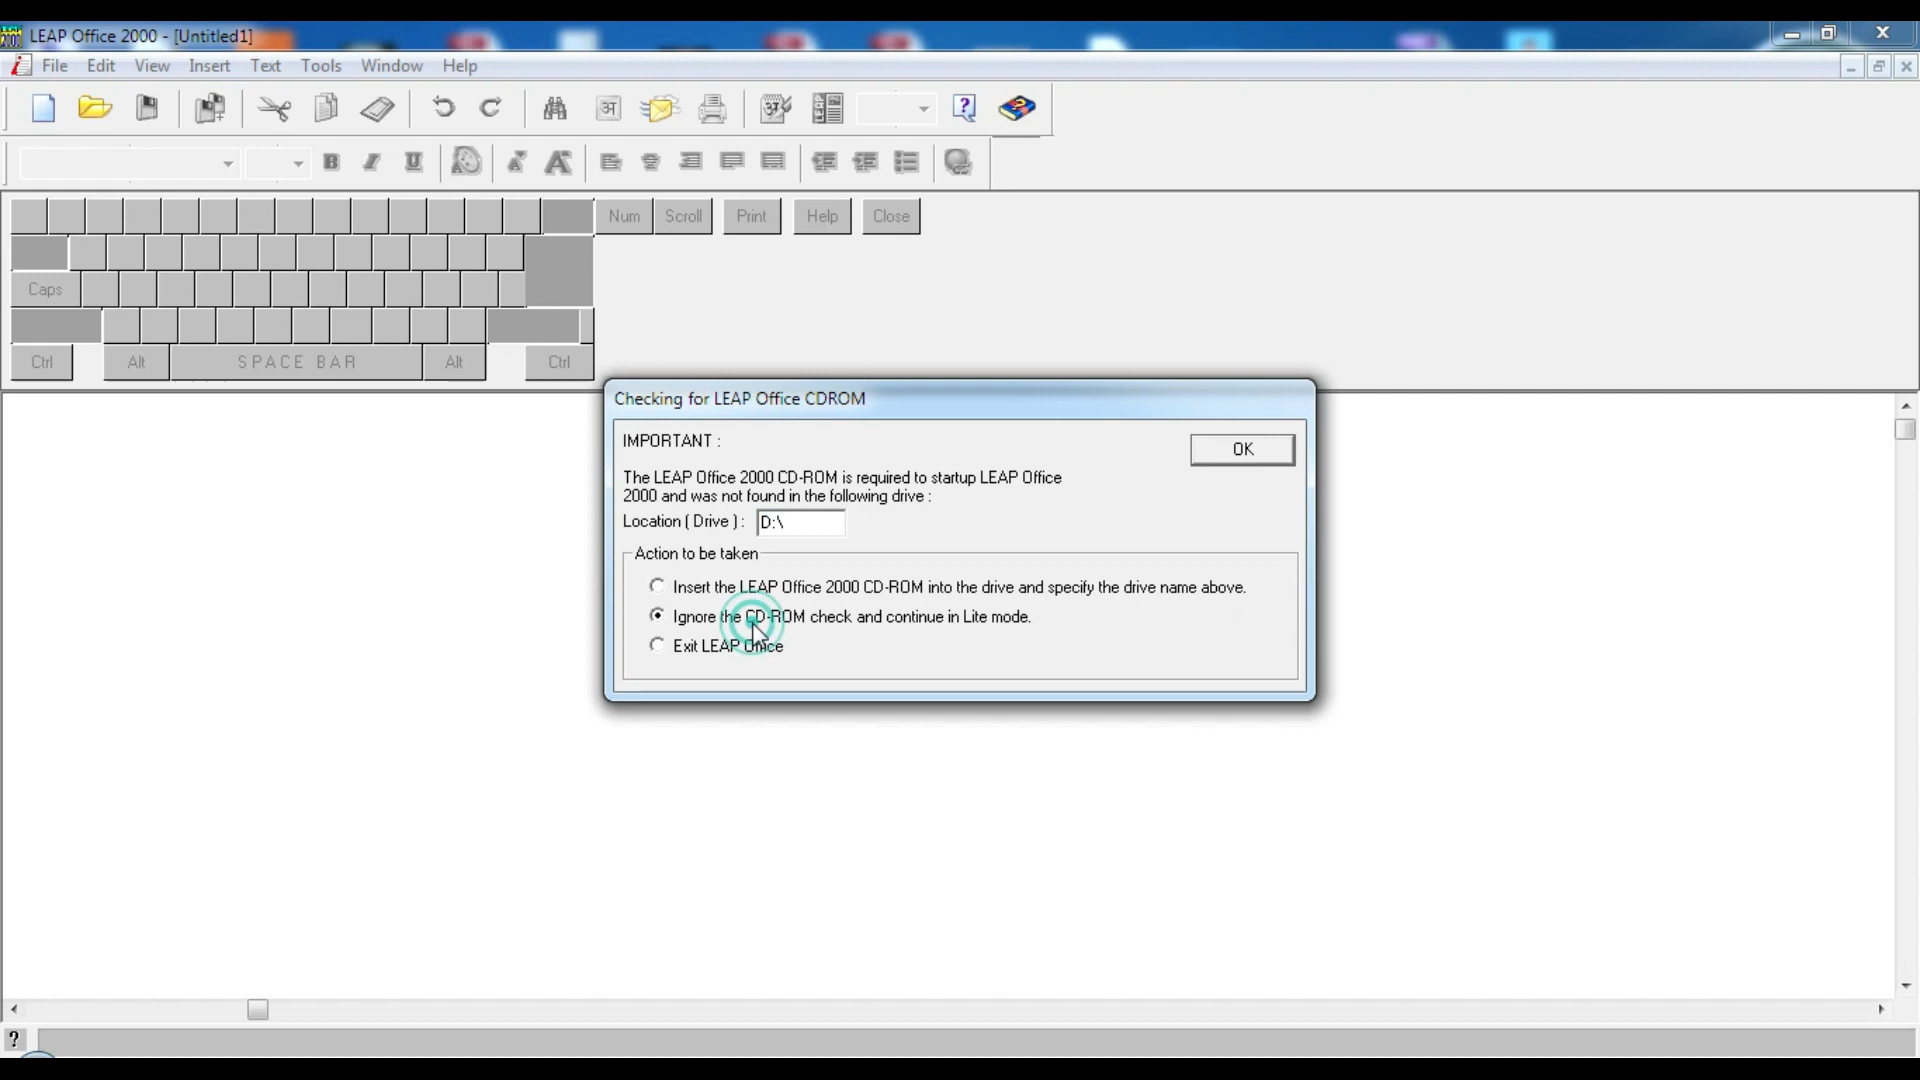 LEAP Office 2000 - [Untitled1]
File Edit View Insert Text Tools Window Help
अ
B I U A A
Num Scroll Print Help Close
Caps
Ctrl Alt SPACE BAR Alt Ctrl
Checking for LEAP Office CDROM
IMPORTANT :
OK
The LEAP Office 2000 CD-ROM is required to startup LEAP Office
2000 and was not found in the following drive :
Location ( Drive ) : D:\
Action to be taken
Insert the LEAP Office 2000 CD-ROM into the drive and specify the drive name above.
Ignore the CD-ROM check and continue in Lite mode.
Exit LEAP Office
?